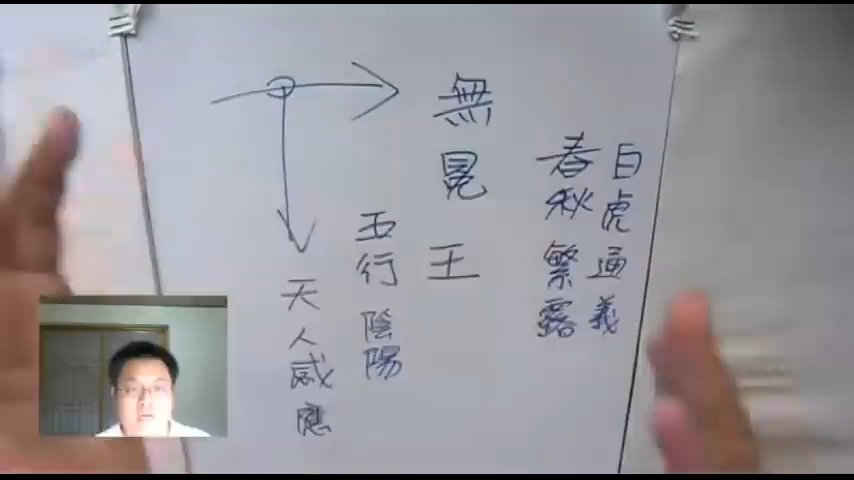 白虎通義
春秋繁露
無冕王
五行陰陽
天人感應